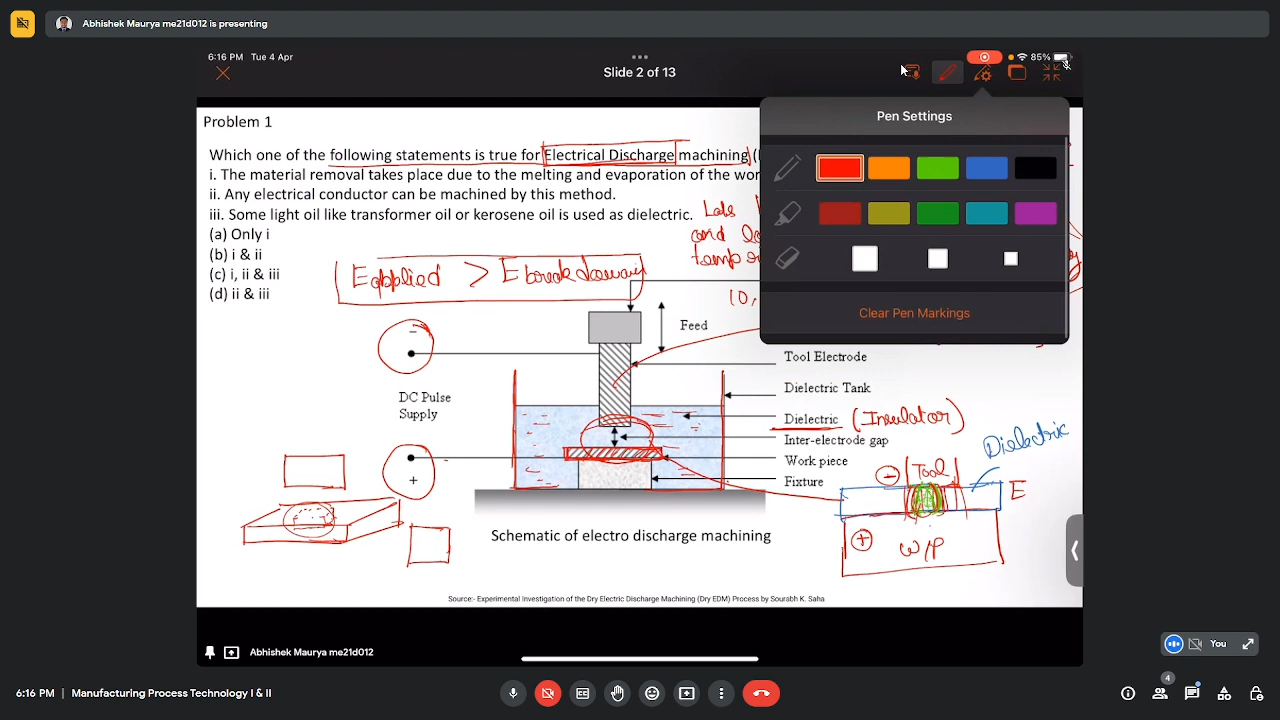 Abhishek Maurya me21d012 is presenting
6:16 PM Tue 4 Apr
85%
Slide 2 of 13
Pen Settings
Clear Pen Markings
Problem 1
Which one of the following statements is true for Electrical Discharge machining
i. The material removal takes place due to the melting and evaporation of the
ii. Any electrical conductor can be machined by this method.
iii. Some light oil like transformer oil or kerosene oil is used as dielectric.
(a) Only i
(b) i & ii
(c) i, ii & iii
(d) ii & iii
and
10,
E applied > E breakdown
−
Feed
Tool Electrode
DC Pulse
Supply
Dielectric Tank
Dielectric (Insulator)
Inter-electrode gap
Work piece
Fixture
+
Dielectric
− Tool
E
+ W/P
Schematic of electro discharge machining
Source:- Experimental Investigation of the Dry Electric Discharge Machining (Dry EDM) Process by Sourabh K. Saha
Abhishek Maurya me21d012
You
6:16 PM | Manufacturing Process Technology I & II
4